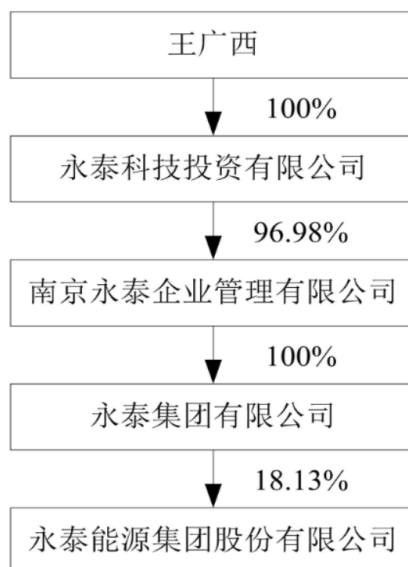 王广西
100%
永泰科技投资有限公司
96.98%
南京永泰企业管理有限公司
100%
永泰集团有限公司
18.13%
永泰能源集团股份有限公司